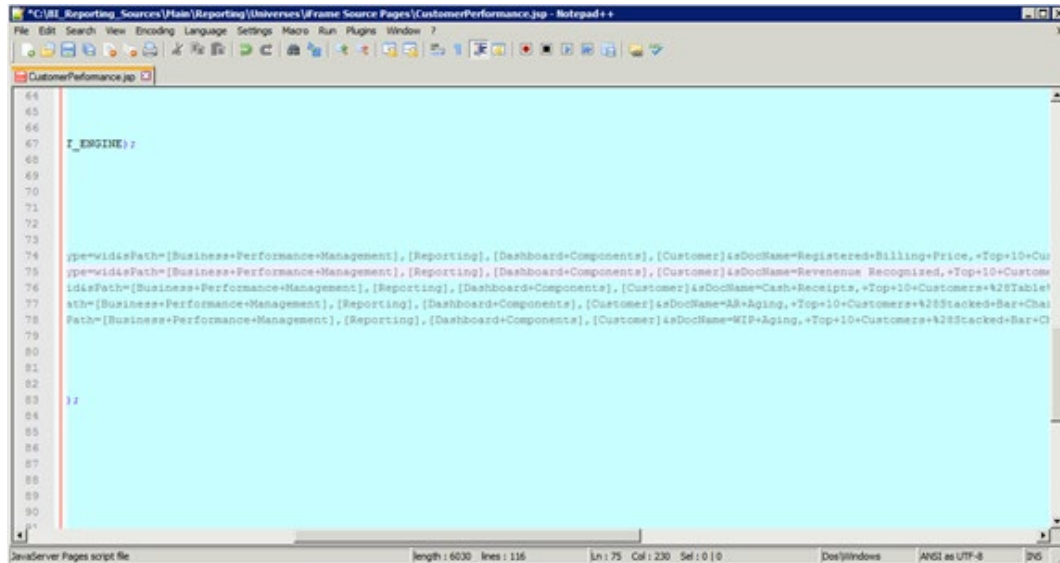 *C:\BI_Reporting_Sources\Main\Reporting\Universes\iFrame Source Pages\CustomerPerformance.jsp - Notepad++
File Edit Search View Encoding Language Settings Macro Run Plugins Window ?
CustomerPerformance.jsp
64
65
66
67 T_ENGINE);
68
69
70
71
72
73
74 ype=wid&sPath=[Business+Performance+Management],[Reporting],[Dashboard+Components],[Customer]&sDocName=Registered+Billing+Price,+Top+10+Cus
75 ype=wid&sPath=[Business+Performance+Management],[Reporting],[Dashboard+Components],[Customer]&sDocName=Revenenue Recognized,+Top+10+Custome
76 id&sPath=[Business+Performance+Management],[Reporting],[Dashboard+Components],[Customer]&sDocName=Cash+Receipts,+Top+10+Customers+%28Table%
77 ath=[Business+Performance+Management],[Reporting],[Dashboard+Components],[Customer]&sDocName=AR+Aging,+Top+10+Customers+%28Stacked+Bar+Char
78 Path=[Business+Performance+Management],[Reporting],[Dashboard+Components],[Customer]&sDocName=WIP+Aging,+Top+10+Customers+%28Stacked+Bar+Ch
79
80
81
82
83 );
84
85
86
87
88
89
90
91
JavaServer Pages script file length : 6030 lines : 116 Ln : 75 Col : 230 Sel : 0 | 0 Dos\Windows ANSI as UTF-8 INS